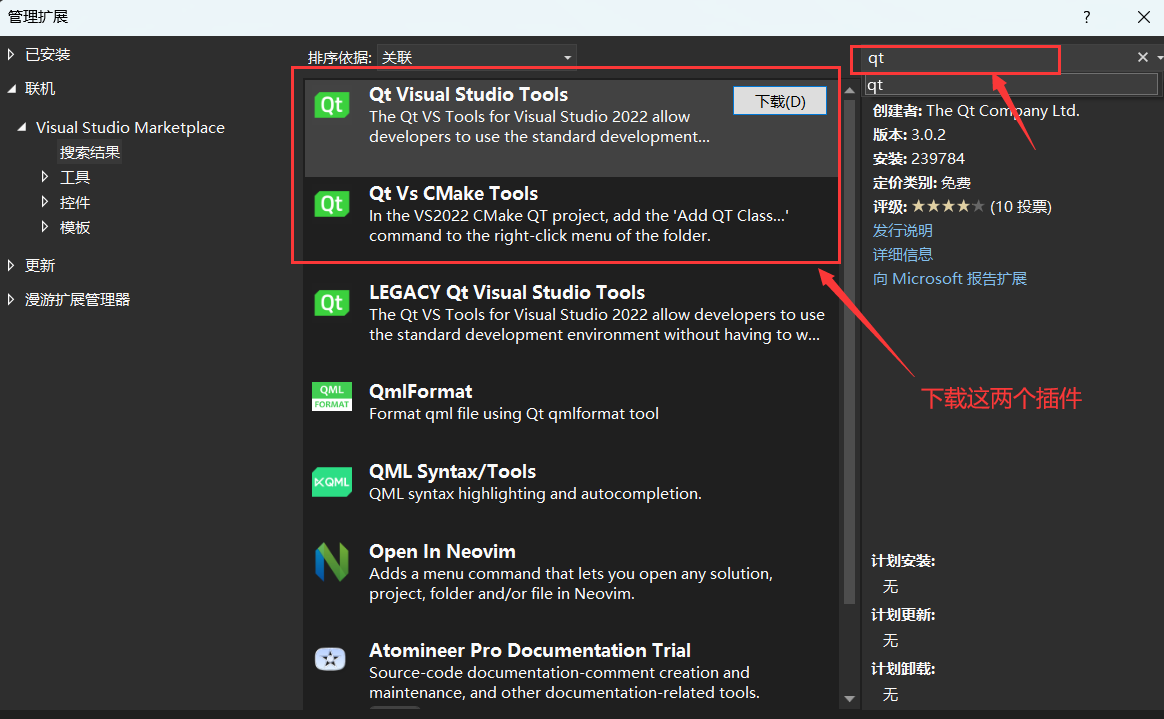 管理扩展
?
已安装
联机
Visual Studio Marketplace
搜索结果
工具
控件
模板
更新
漫游扩展管理器
排序依据: 关联
Qt
Qt Visual Studio Tools
下载(D)
The Qt VS Tools for Visual Studio 2022 allow
developers to use the standard development...
Qt
Qt Vs CMake Tools
In the VS2022 CMake QT project, add the 'Add QT Class...'
command to the right-click menu of the folder.
Qt
LEGACY Qt Visual Studio Tools
The Qt VS Tools for Visual Studio 2022 allow developers to use
the standard development environment without having to w...
QML
FORMAT
QmlFormat
Format qml file using Qt qmlformat tool
QML
QML Syntax/Tools
QML syntax highlighting and autocompletion.
Open In Neovim
Adds a menu command that lets you open any solution,
project, folder and/or file in Neovim.
Atomineer Pro Documentation Trial
Source-code documentation-comment creation and
maintenance, and other documentation-related tools.
qt
qt
创建者: The Qt Company Ltd.
版本: 3.0.2
安装: 239784
定价类别: 免费
评级: ★★★★★ (10 投票)
发行说明
详细信息
向 Microsoft 报告扩展
下载这两个插件
计划安装:
无
计划更新:
无
计划卸载:
无